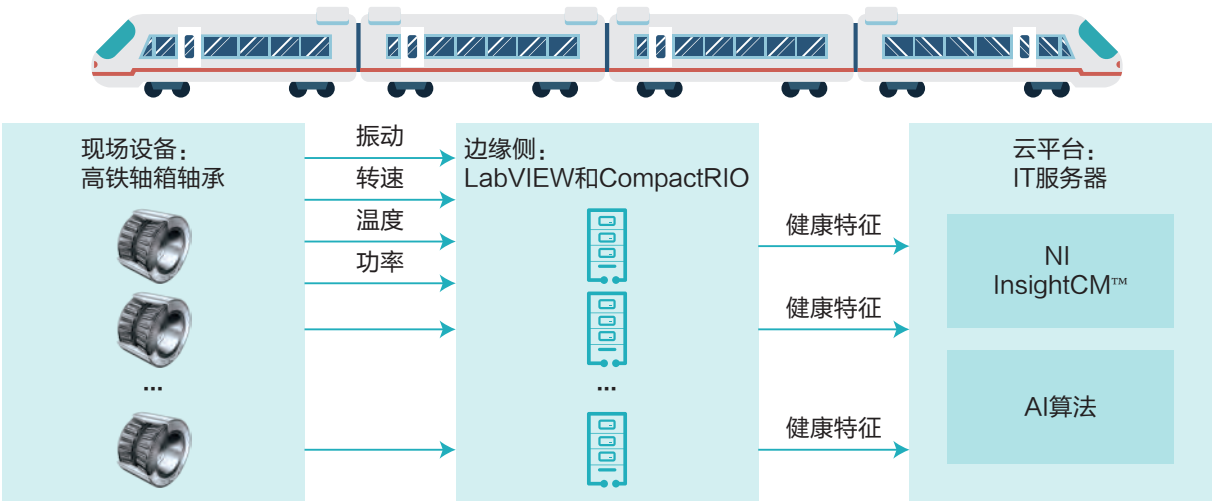 现场设备：
高铁轴箱轴承
...
振动
转速
温度
功率
边缘侧：
LabVIEW和CompactRIO
...
健康特征
健康特征
健康特征
云平台：
IT服务器
NI
InsightCM™
AI算法